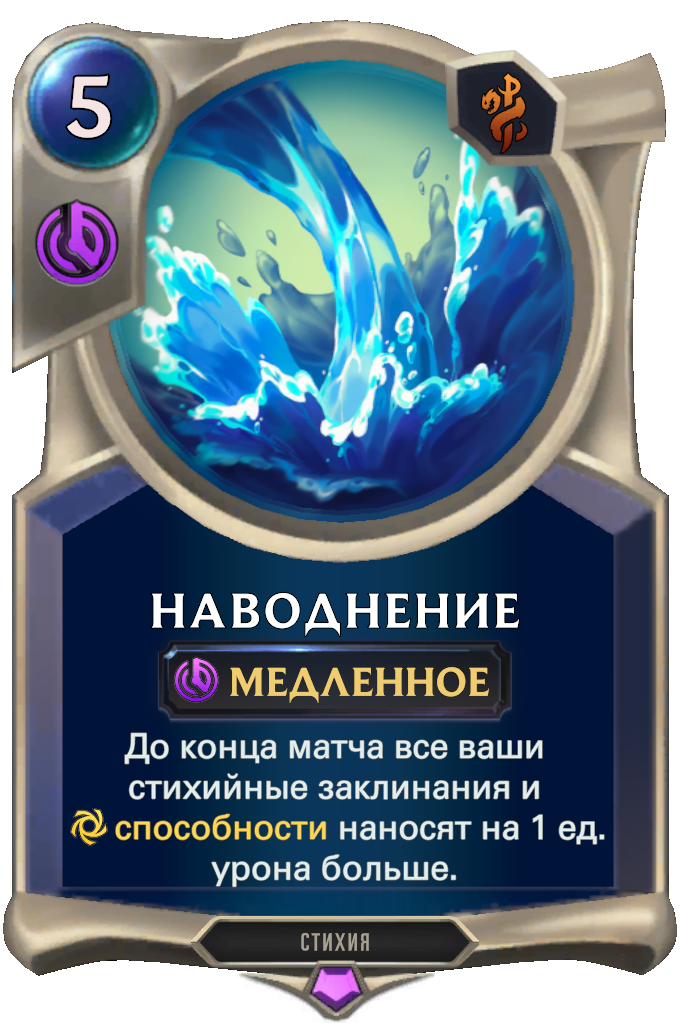 5
НАВОДНЕНИЕ
МЕДЛЕННОЕ
До конца матча все ваши
стихийные заклинания и
способности наносят на 1 ед.
урона больше.
СТИХИЯ